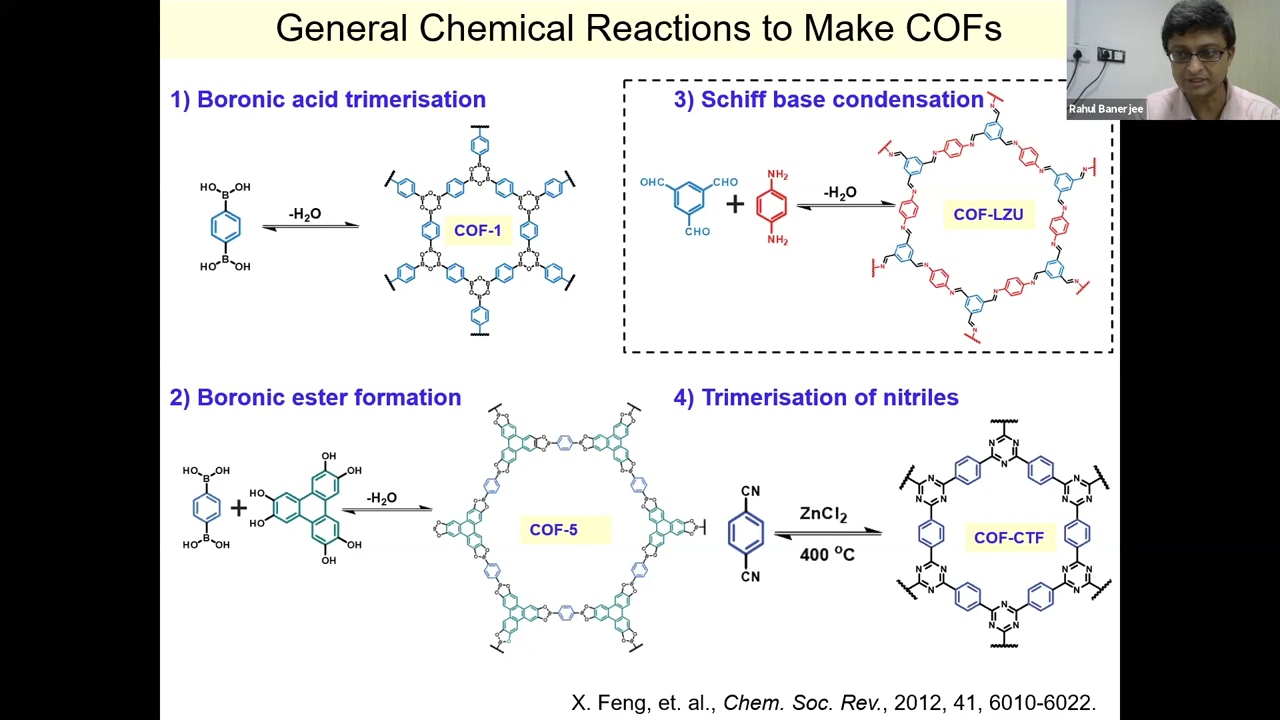 General Chemical Reactions to Make COFs
Rahul Banerjee
1) Boronic acid trimerisation
HO OH
B
B
HO OH
-H₂O
COF-1
3) Schiff base condensation
OHC CHO
CHO
+
NH₂
NH₂
-H₂O
COF-LZU
2) Boronic ester formation
HO OH
B
B
HO OH
+
OH
OH
HO
HO
OH
OH
-H₂O
COF-5
4) Trimerisation of nitriles
CN
CN
ZnCl₂
400 °C
COF-CTF
X. Feng, et. al., Chem. Soc. Rev., 2012, 41, 6010-6022.